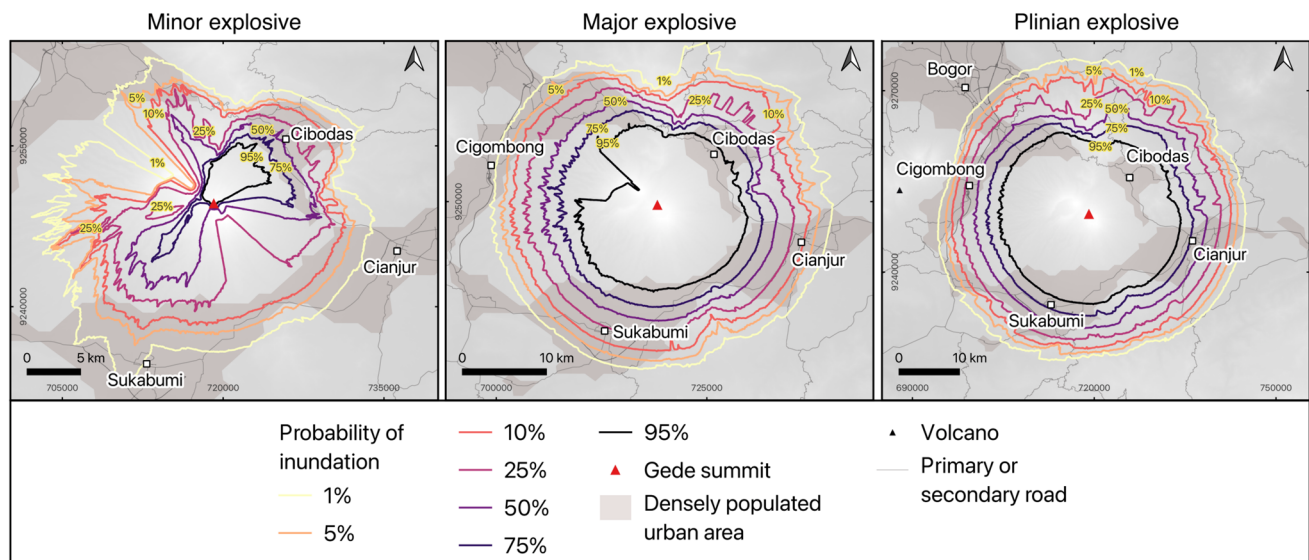 Minor explosive
Major explosive
Plinian explosive
5%
10%
25%
50%
Cibodas
95%
75%
1%
25%
25%
Cianjur
Sukabumi
0 5 km
9255000
9240000
705000
720000
735000
1%
5%
25%
50%
10%
75%
95%
Cibodas
Cigombong
Cianjur
Sukabumi
0 10 km
9250000
700000
725000
5%
1%
Bogor
10%
25%
50%
75%
95%
Cibodas
Cigombong
Cianjur
Sukabumi
0 10 km
9270000
9240000
690000
720000
750000
Probability of
inundation
1%
5%
10%
25%
50%
75%
95%
Gede summit
Densely populated
urban area
Volcano
Primary or
secondary road